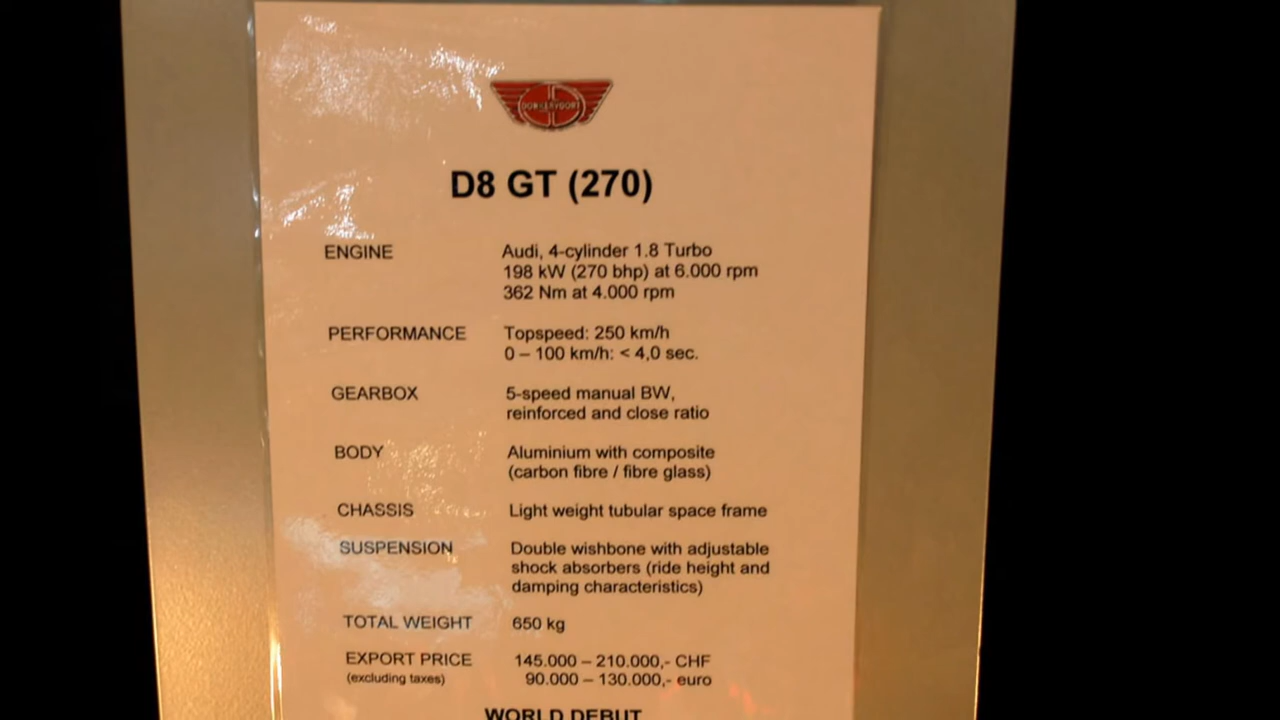 DONKERVOORT
D8 GT (270)
ENGINE Audi, 4-cylinder 1.8 Turbo
198 kW (270 bhp) at 6.000 rpm
362 Nm at 4.000 rpm
PERFORMANCE Topspeed: 250 km/h
0 – 100 km/h: < 4,0 sec.
GEARBOX 5-speed manual BW,
reinforced and close ratio
BODY Aluminium with composite
(carbon fibre / fibre glass)
CHASSIS Light weight tubular space frame
SUSPENSION Double wishbone with adjustable
shock absorbers (ride height and
damping characteristics)
TOTAL WEIGHT 650 kg
EXPORT PRICE 145.000 – 210.000,- CHF
(excluding taxes) 90.000 – 130.000,- euro
WORLD DEBUT